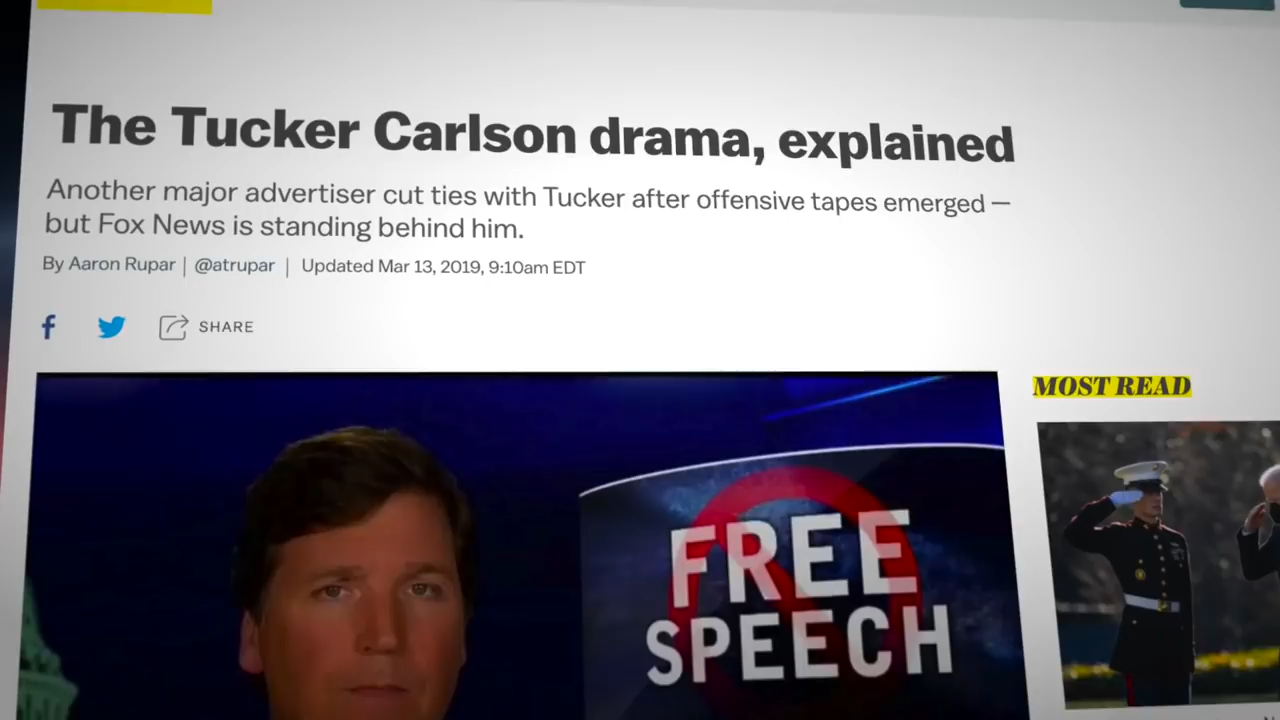 The Tucker Carlson drama, explained
Another major advertiser cut ties with Tucker after offensive tapes emerged —
but Fox News is standing behind him.
By Aaron Rupar | @atrupar | Updated Mar 13, 2019, 9:10am EDT
f
SHARE
MOST READ
FREE
SPEECH